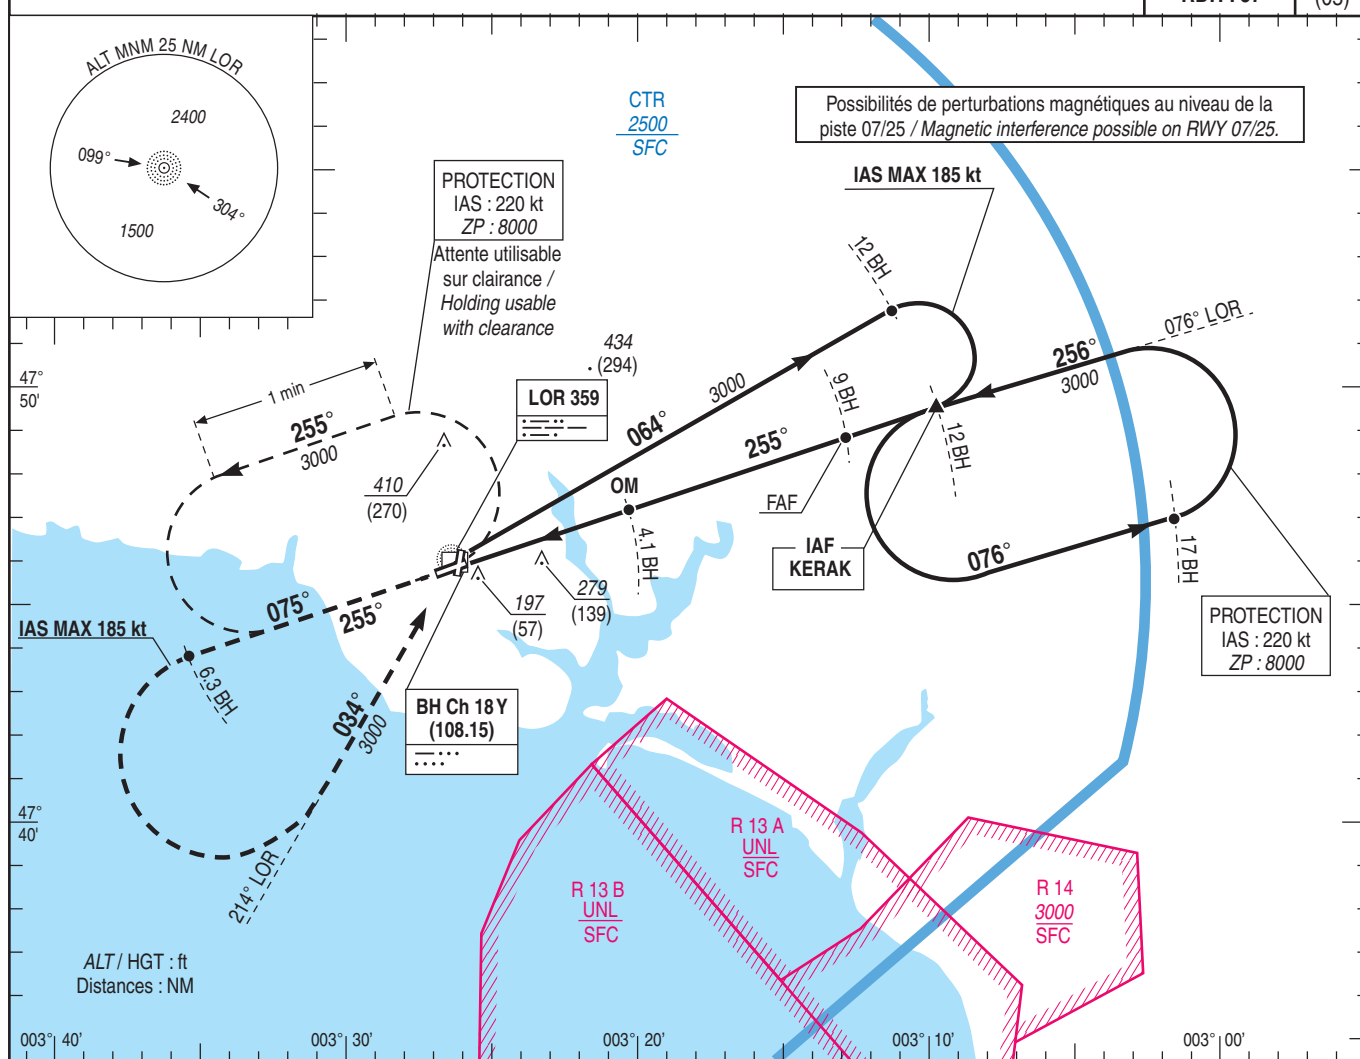 (05)
ALT MNM 25 NM LOR
2400
099°
304°
1500
CTR
2500
SFC
Possibilités de perturbations magnétiques au niveau de la
piste 07/25 / Magnetic interference possible on RWY 07/25.
PROTECTION
IAS : 220 kt
ZP : 8000
Attente utilisable
sur clairance /
Holding usable
with clearance
IAS MAX 185 kt
12 BH
076° LOR
256°
3000
434
(294)
47°
50'
1 min
LOR 359
3000
064°
9 BH
255°
12 BH
255°
3000
410
(270)
OM
FAF
4.1 BH
IAF
KERAK
076°
17 BH
279
(139)
197
(57)
075°
255°
IAS MAX 185 kt
6.3 BH
PROTECTION
IAS : 220 kt
ZP : 8000
034°
3000
BH Ch 18 Y
(108.15)
47°
40'
214° LOR
R 13 A
UNL
SFC
R 13 B
UNL
SFC
R 14
3000
SFC
ALT / HGT : ft
Distances : NM
003° 40'
003° 30'
003° 20'
003° 10'
003° 00'